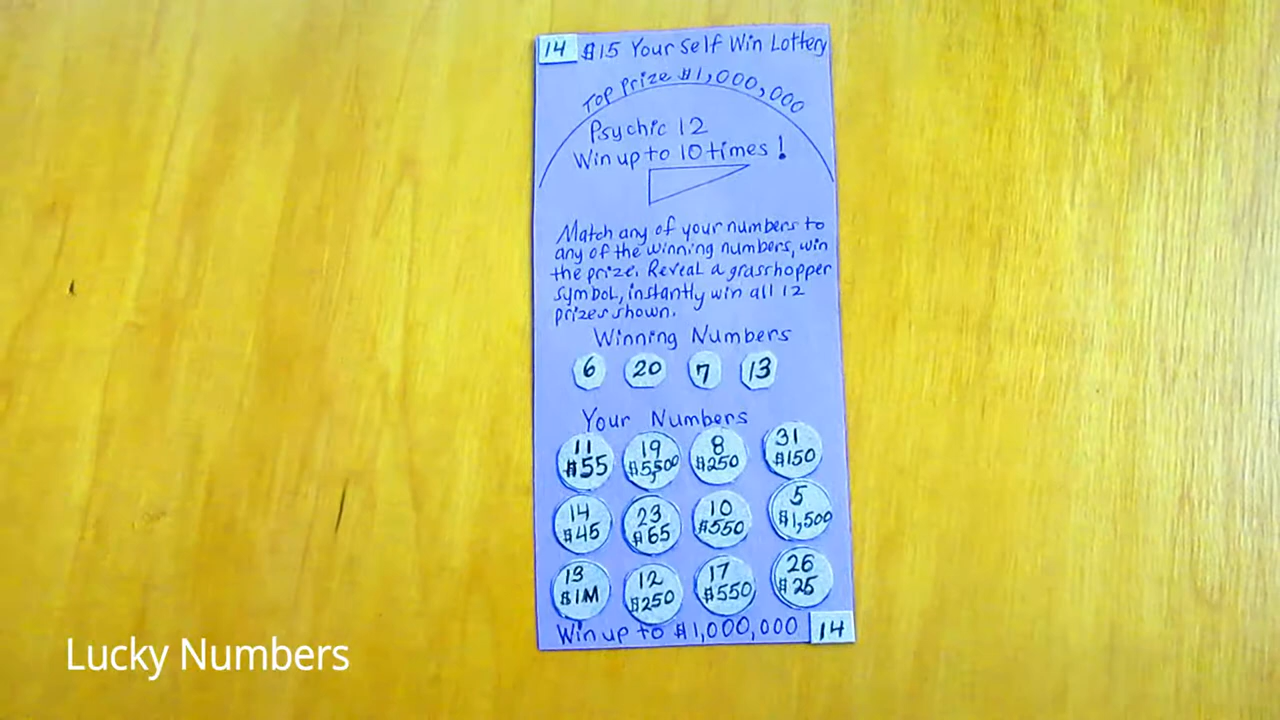 14 $15 Your Self Win Lottery
Top Prize $1,000,000
Psychic 12
Win up to 10 times!
Match any of your numbers to
any of the winning numbers, win
the prize. Reveal a grasshopper
symbol, instantly win all 12
prizes shown.
Winning Numbers
6 20 7 13
Your Numbers
11 19 8 31
$55 $5,500 $250 $150
14 23 10 5
$45 $65 $550 $1,500
13 12 17 26
$1M $250 $550 $25
Win up to $1,000,000 14
Lucky Numbers